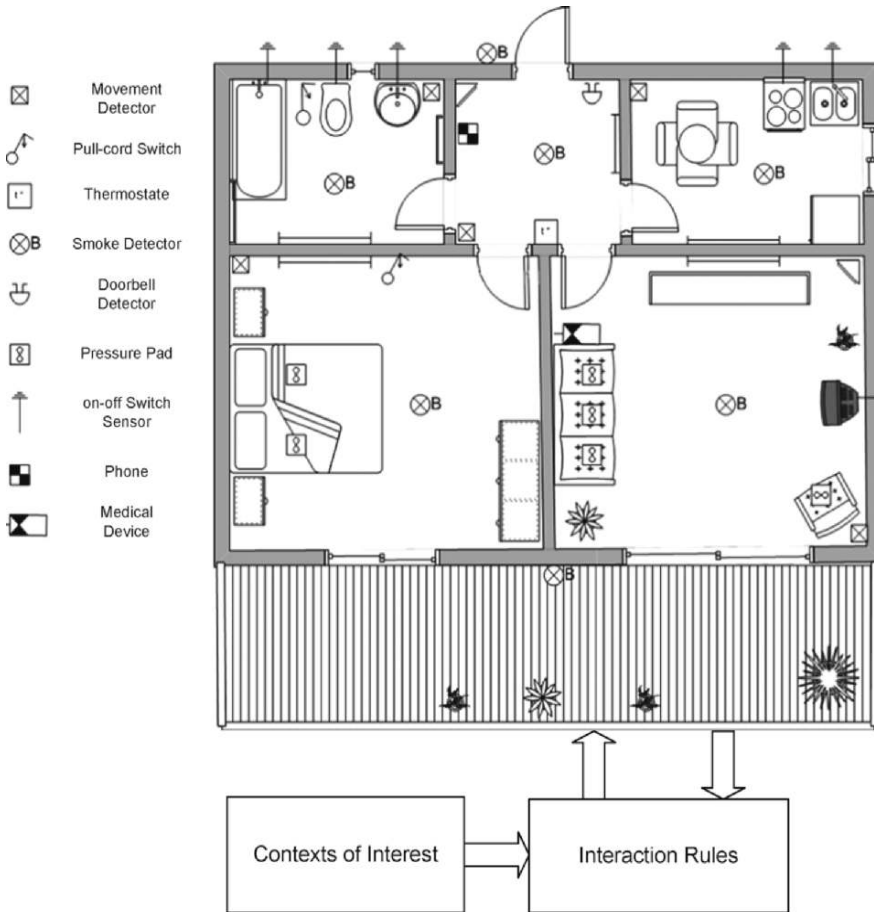 Movement
Detector
Pull-cord Switch
t°
Thermostate
B
Smoke Detector
Doorbell
Detector
Pressure Pad
on-off Switch
Sensor
Phone
Medical
Device
B
B
B
B
t°
B
B
B
Contexts of Interest
Interaction Rules